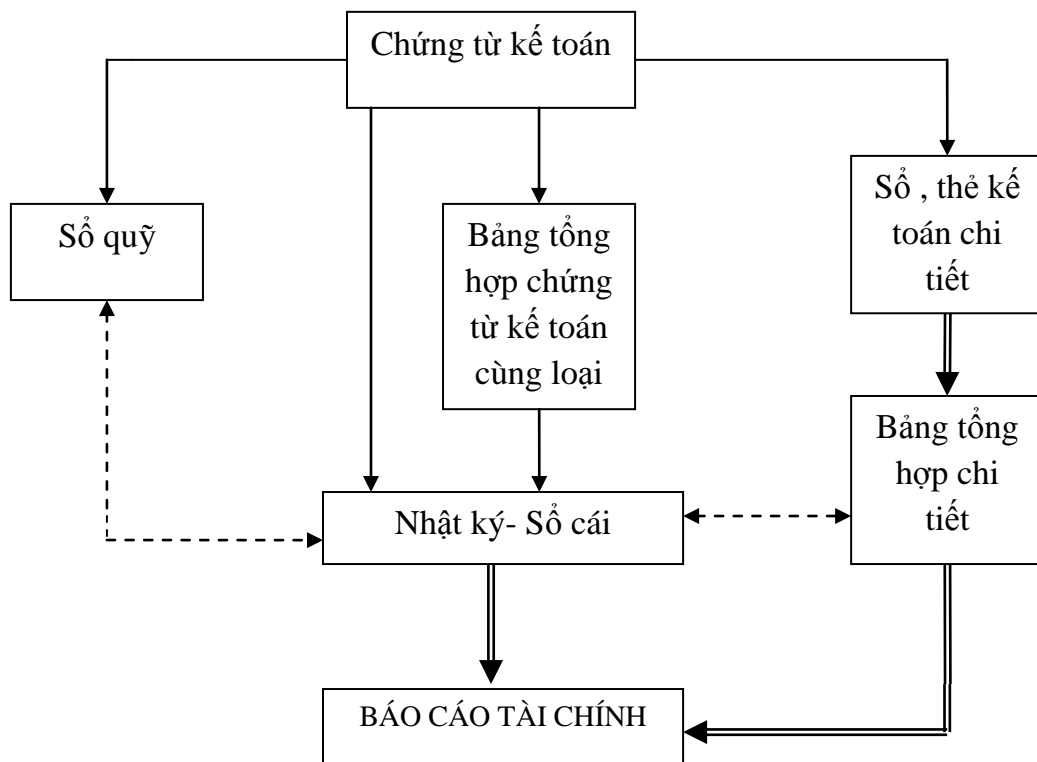 Chứng từ kế toán
Sổ quỹ
Bảng tổng
hợp chứng
từ kế toán
cùng loại
Sổ , thẻ kế
toán chi
tiết
Bảng tổng
hợp chi
tiết
Nhật ký- Sổ cái
BÁO CÁO TÀI CHÍNH